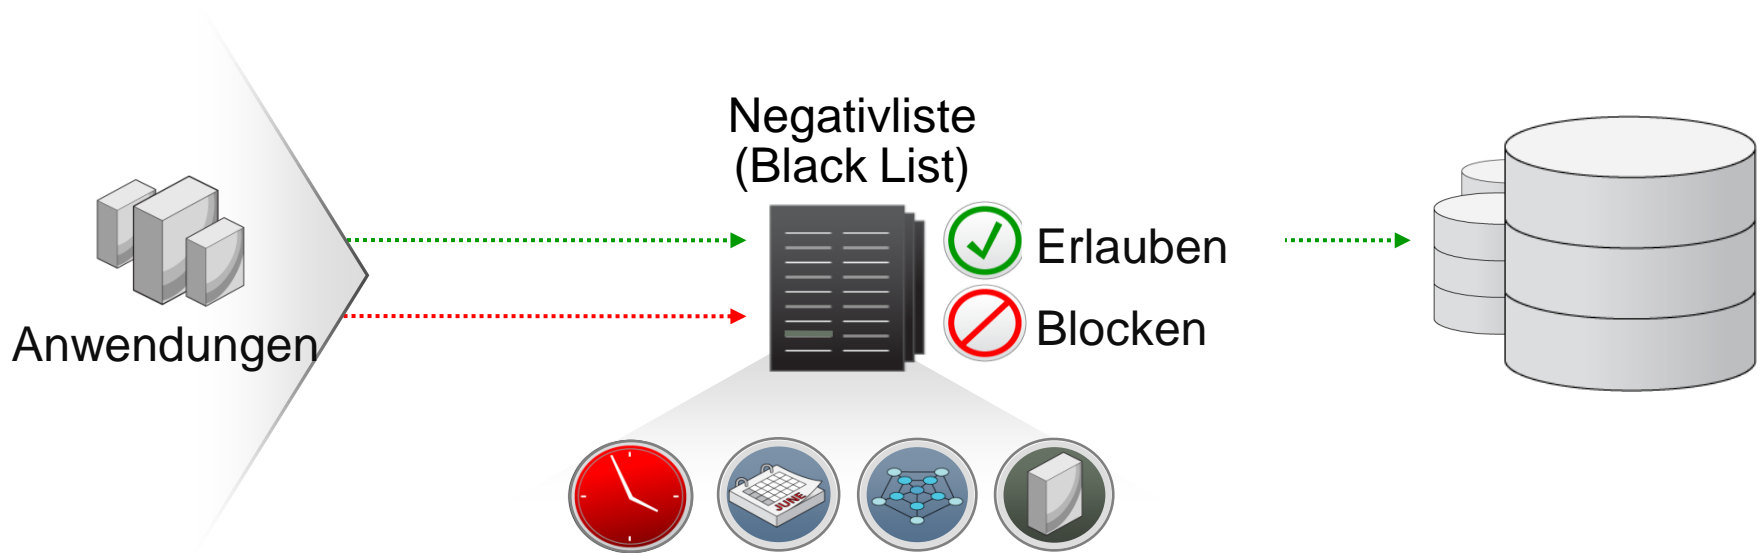 Negativliste
(Black List)
Erlauben
Blocken
Anwendungen
JUNE